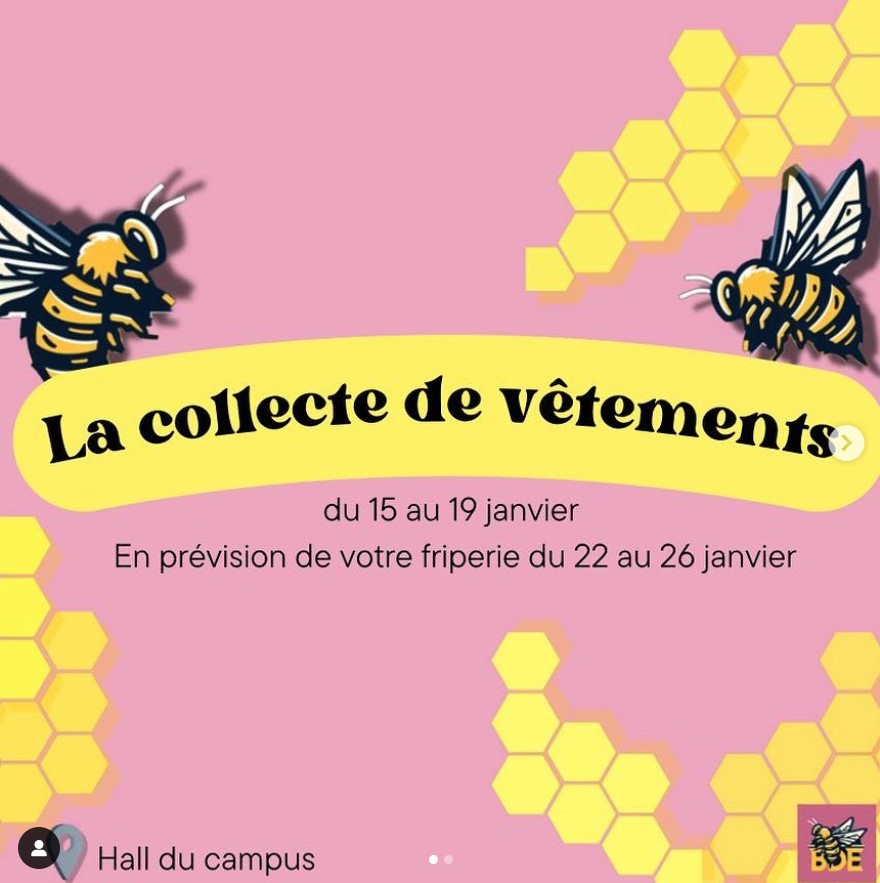 La collecte de vêtements
du 15 au 19 janvier
En prévision de votre friperie du 22 au 26 janvier
Hall du campus
BDE